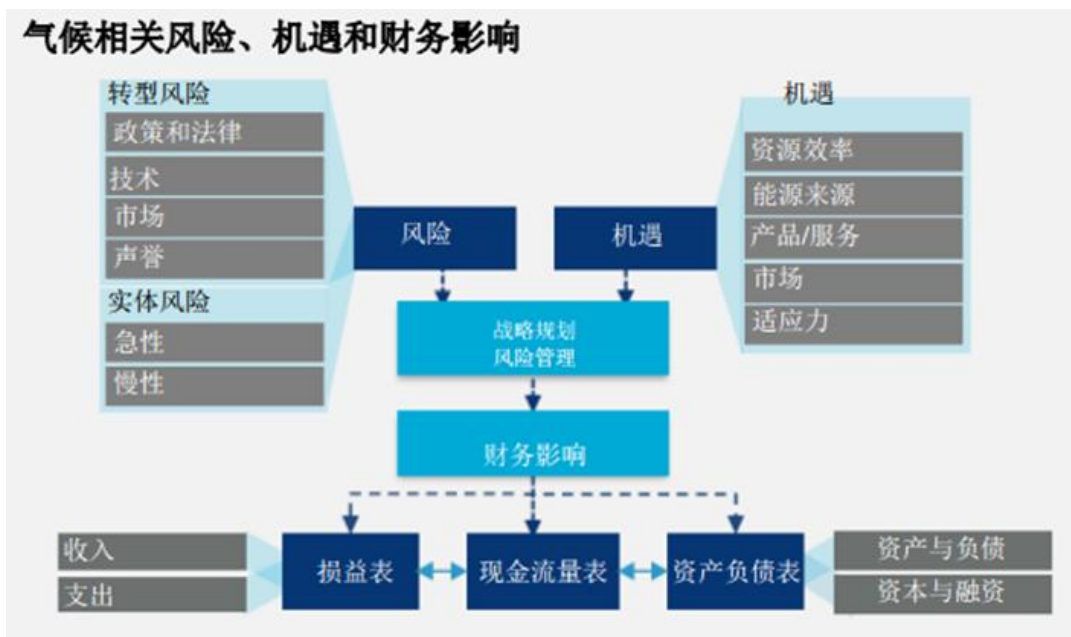 气候相关风险、机遇和财务影响
转型风险
政策和法律
技术
市场
声誉
实体风险
急性
慢性
机遇
资源效率
能源来源
产品/服务
市场
适应力
风险
机遇
战略规划
风险管理
财务影响
收入
支出
损益表
现金流量表
资产负债表
资产与负债
资本与融资